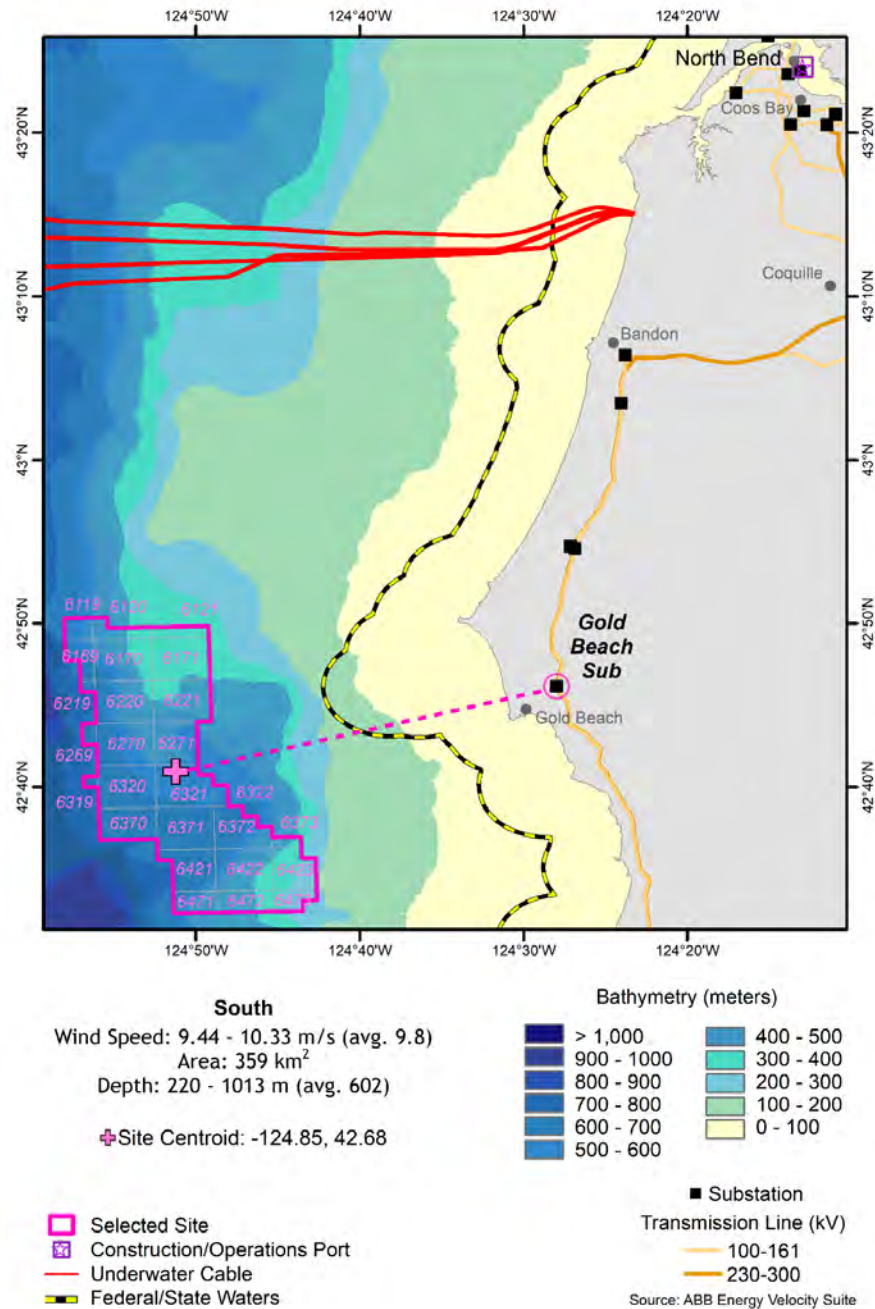 124°50'W 124°40'W 124°30'W 124°20'W
North Bend
Coos Bay
43°20'N 43°20'N
Coquille
43°10'N 43°10'N
Bandon
43°N 43°N
42°50'N 42°50'N
6119 6120 6121
Gold
Beach
Sub
6169 6170 6171
6219 6220 6221
Gold Beach
6269 6270 6271
42°40'N 42°40'N
6319 6320 6321 6322
6370 6371 6372 6373
6421 6422 6423
6471 6472
124°50'W 124°40'W 124°30'W 124°20'W
South
Wind Speed: 9.44 - 10.33 m/s (avg. 9.8)
Area: 359 km²
Depth: 220 - 1013 m (avg. 602)
Site Centroid: -124.85, 42.68
Selected Site
Construction/Operations Port
Underwater Cable
Federal/State Waters
Bathymetry (meters)
> 1,000
900 - 1000
800 - 900
700 - 800
600 - 700
500 - 600
400 - 500
300 - 400
200 - 300
100 - 200
0 - 100
Substation
Transmission Line (kV)
100-161
230-300
Source: ABB Energy Velocity Suite